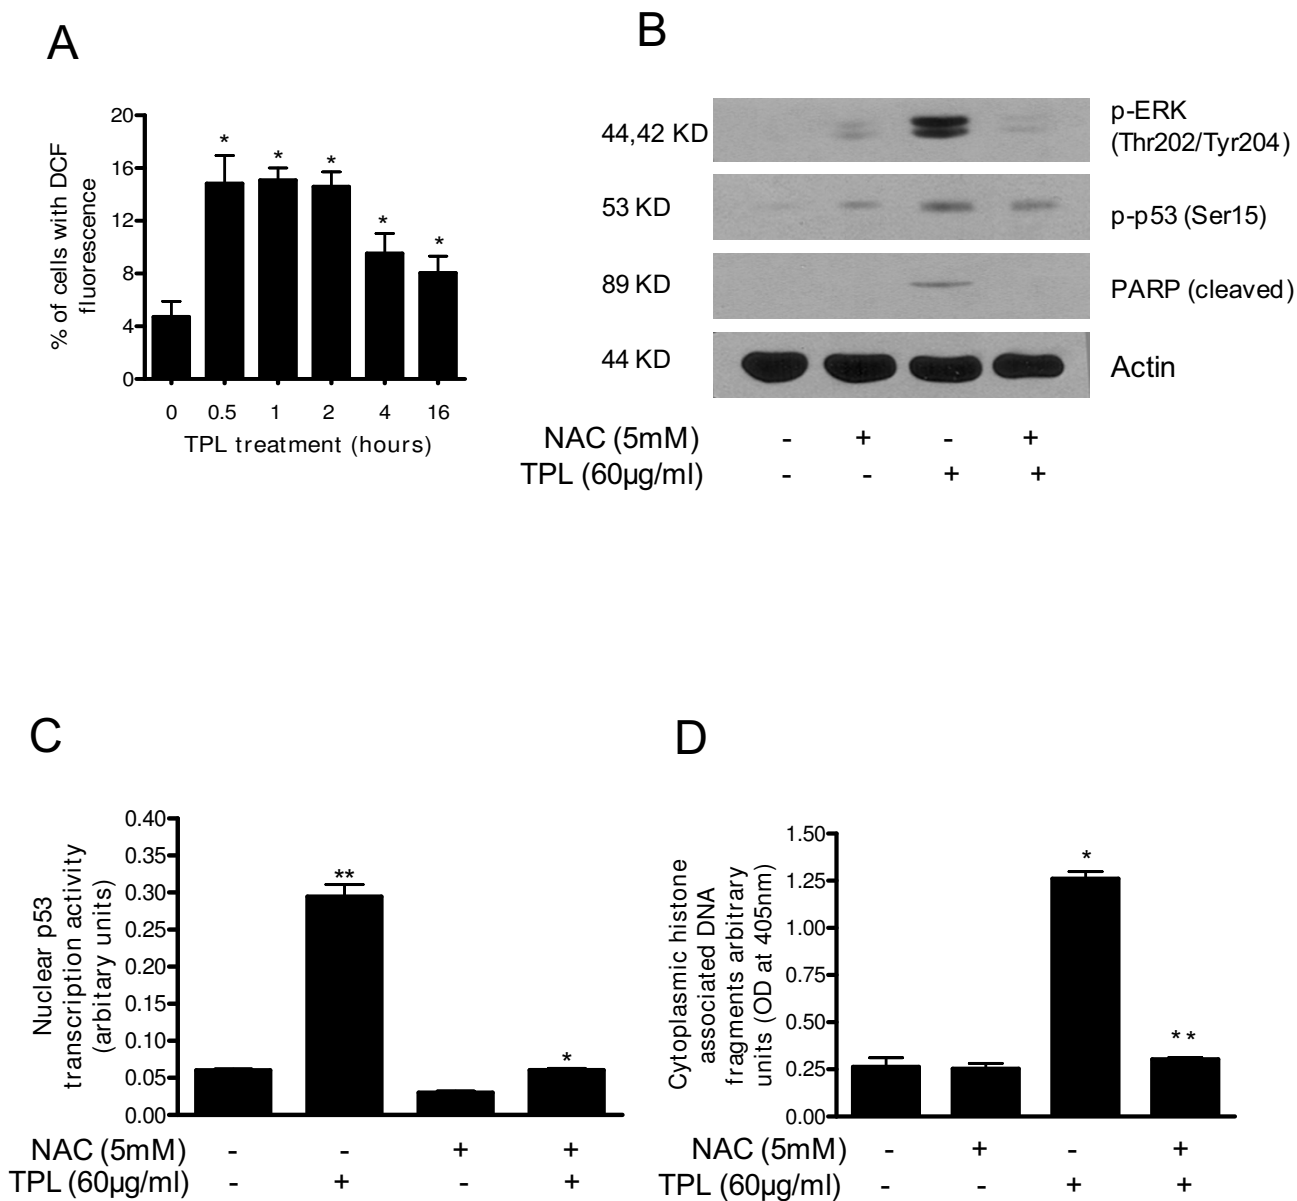 A
% of cells with DCF
fluorescence
20
16
12
8
4
0
* * * * *
0 0.5 1 2 4 16
TPL treatment (hours)
B
44,42 KD
p-ERK
(Thr202/Tyr204)
53 KD
p-p53 (Ser15)
89 KD
PARP (cleaved)
44 KD
Actin
NAC (5mM) - + - +
TPL (60µg/ml) - - + +
C
Nuclear p53
transcription activity
(arbitary units)
0.40
0.35
0.30
0.25
0.20
0.15
0.10
0.05
0.00
**
*
NAC (5mM) - - + +
TPL (60µg/ml) - + - +
D
Cytoplasmic histone
associated DNA
fragments arbitrary
units (OD at 405nm)
1.50
1.25
1.00
0.75
0.50
0.25
0.00
*
**
NAC (5mM) - + - +
TPL (60µg/ml) - - + +